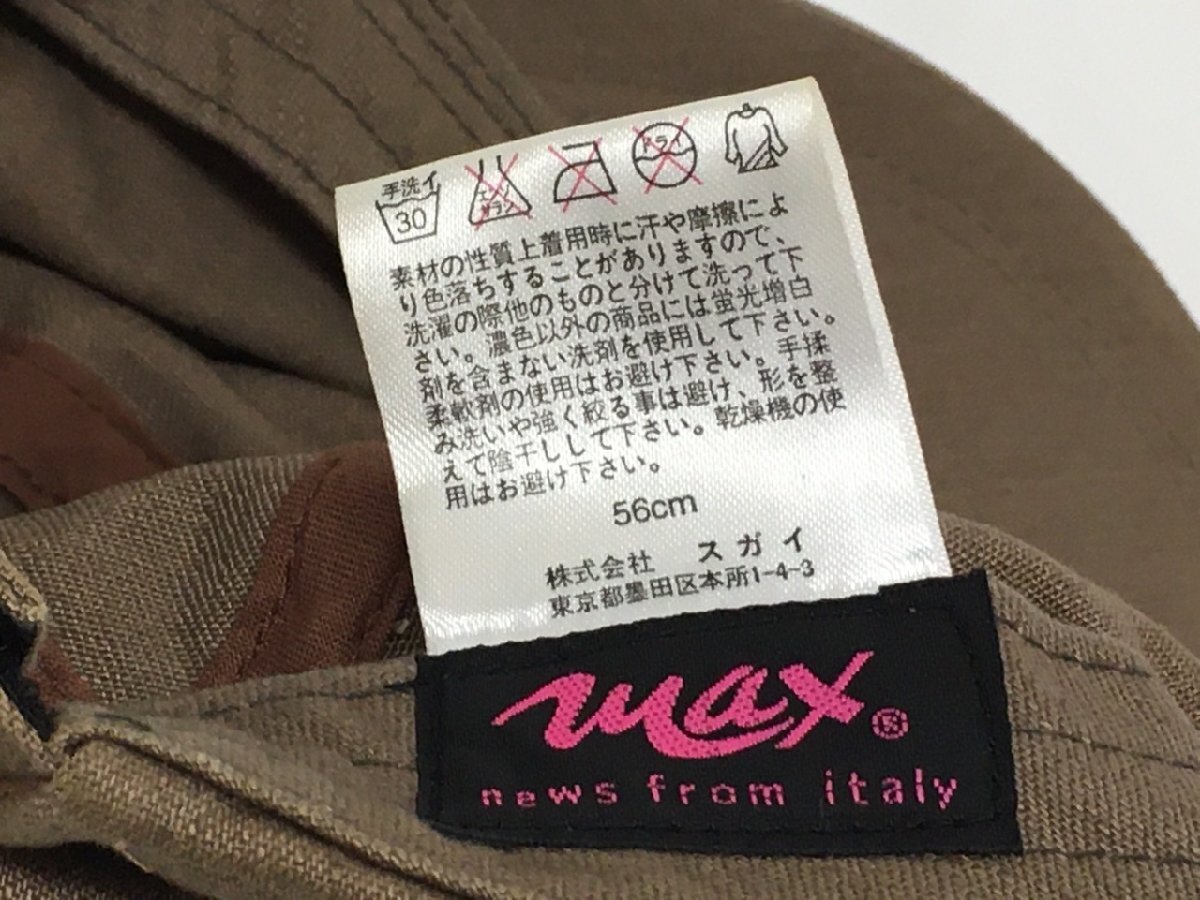 手洗イ
30
エンソ
サラシ
ドライ
素材の性質上着用時に汗や摩擦によ
り色落ちすることがありますので、
洗濯の際他のものと分けて洗って下
さい。濃色以外の商品には蛍光増白
剤を含まない洗剤を使用して下さい。
柔軟剤の使用はお避け下さい。手揉
み洗いや強く絞る事は避け、形を整
えて陰干しして下さい。乾燥機の使
用はお避け下さい。
56cm
株式会社 スガイ
東京都墨田区本所1-4-3
max®
news from italy